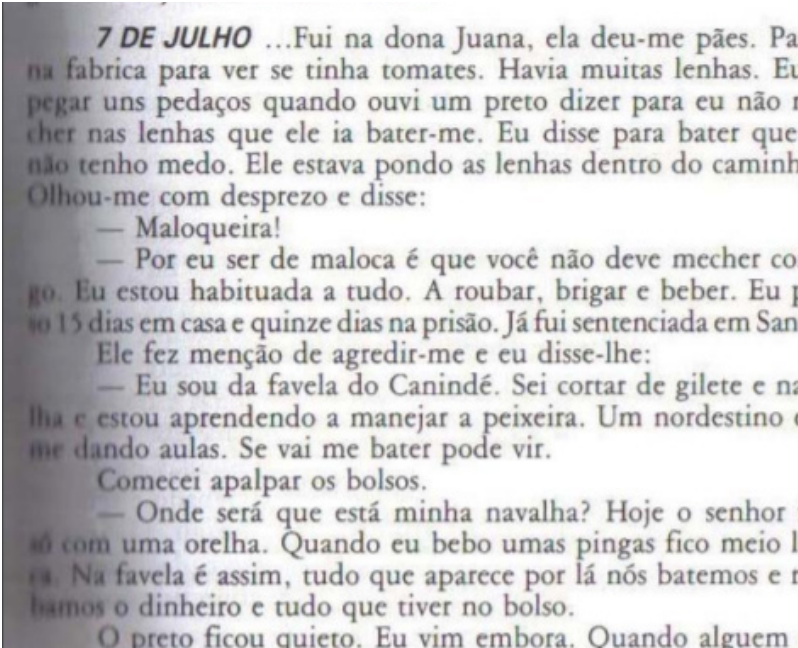 7 DE JULHO ...Fui na dona Juana, ela deu-me pães. Pa
na fabrica para ver se tinha tomates. Havia muitas lenhas. Eu
pegar uns pedaços quando ouvi um preto dizer para eu não
cher nas lenhas que ele ia bater-me. Eu disse para bater que
não tenho medo. Ele estava pondo as lenhas dentro do caminh
Olhou-me com desprezo e disse:
— Maloqueira!
— Por eu ser de maloca é que você não deve mecher co
go. Eu estou habituada a tudo. A roubar, brigar e beber. Eu p
so 15 dias em casa e quinze dias na prisão. Já fui sentenciada em San
Ele fez menção de agredir-me e eu disse-lhe:
— Eu sou da favela do Canindé. Sei cortar de gilete e na
lha e estou aprendendo a manejar a peixeira. Um nordestino
me dando aulas. Se vai me bater pode vir.
Comecei apalpar os bolsos.
— Onde será que está minha navalha? Hoje o senhor
só com uma orelha. Quando eu bebo umas pingas fico meio l
ca. Na favela é assim, tudo que aparece por lá nós batemos e r
bamos o dinheiro e tudo que tiver no bolso.
O preto ficou quieto. Eu vim embora. Quando alguem